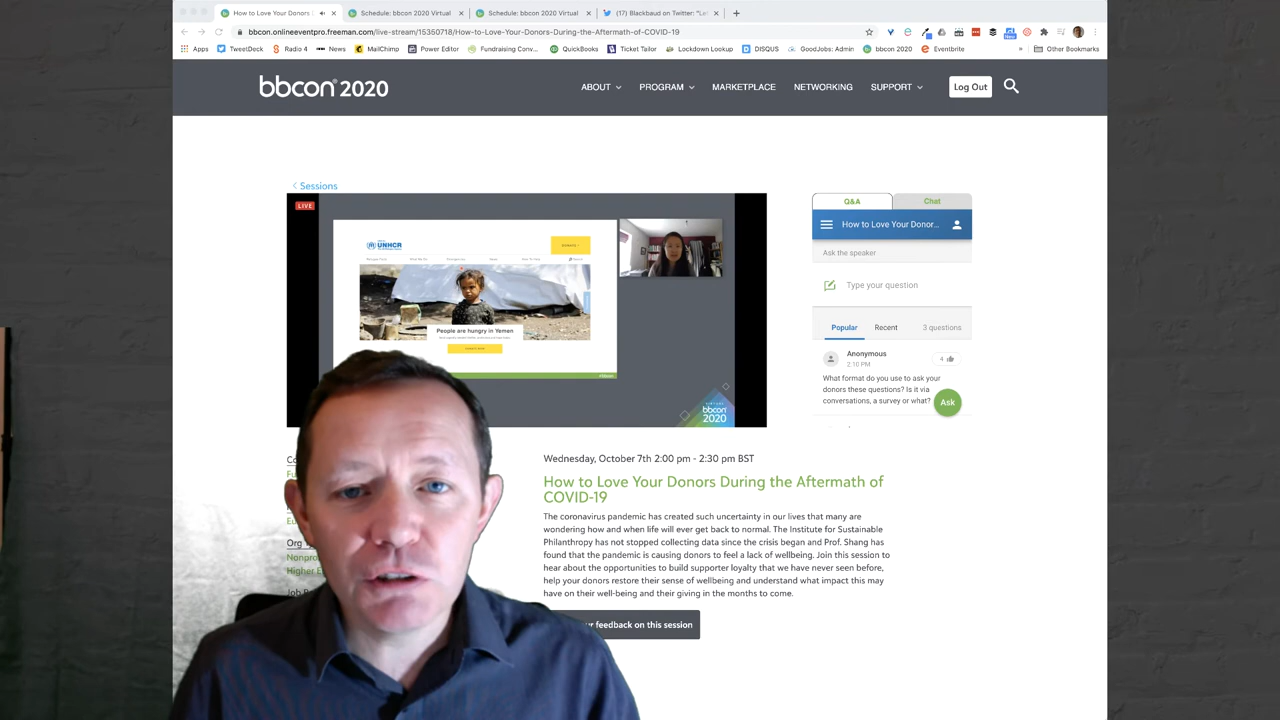 How to Love Your Donors
Schedule: bbcon 2020 Virtual
Schedule: bbcon 2020 Virtual
(17) Blackbaud on Twitter: "Le
bbcon.onlineeventpro.freeman.com/live-stream/15350718/How-to-Love-Your-Donors-During-the-Aftermath-of-COVID-19
Apps TweetDeck Radio 4 News MailChimp Power Editor Fundraising Conv... QuickBooks Ticket Tailor Lockdown Lookup DISQUS GoodJobs: Admin bbcon 2020 Eventbrite » Other Bookmarks
bbcon® 2020 ABOUT PROGRAM MARKETPLACE NETWORKING SUPPORT Log Out
Sessions
LIVE
UNHCR
People are hungry in Yemen
bbcon
2020
Q&A Chat
How to Love Your Donor...
Ask the speaker
Type your question
Popular Recent 3 questions
Anonymous
2:10 PM
4
What format do you use to ask your
donors these questions? Is it via
conversations, a survey or what?
Ask
Wednesday, October 7th 2:00 pm - 2:30 pm BST
How to Love Your Donors During the Aftermath of
COVID-19
The coronavirus pandemic has created such uncertainty in our lives that many are
wondering how and when life will ever get back to normal. The Institute for Sustainable
Philanthropy has not stopped collecting data since the crisis began and Prof. Shang has
found that the pandemic is causing donors to feel a lack of wellbeing. Join this session to
hear about the opportunities to build supporter loyalty that we have never seen before,
help your donors restore their sense of wellbeing and understand what impact this may
have on their well-being and their giving in the months to come.
feedback on this session
Org
Nonpro
Higher E